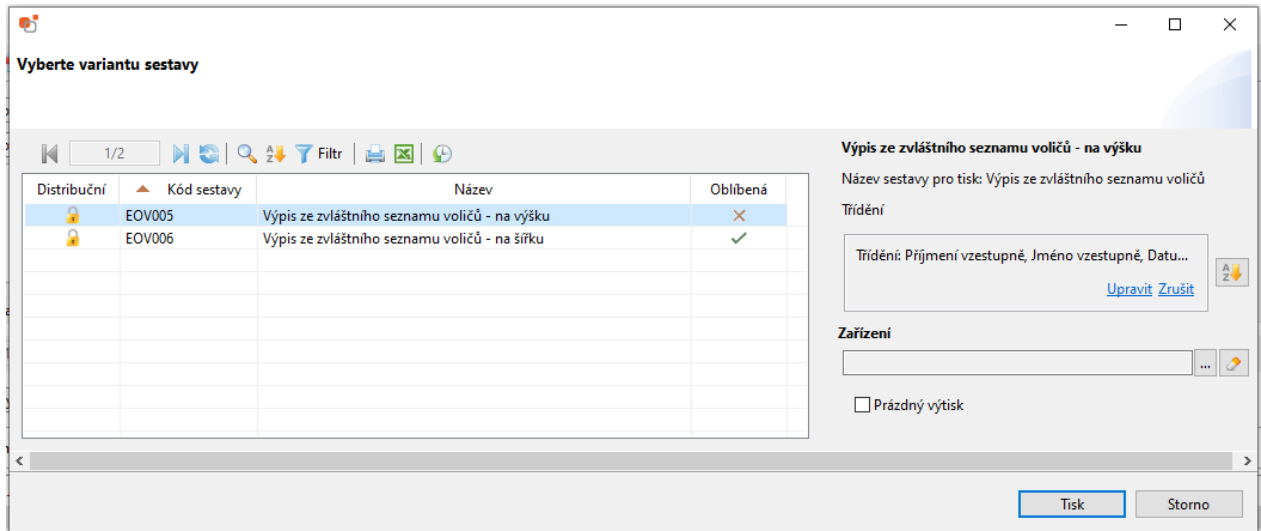 Vyberte variantu sestavy
1/2
Filtr
Distribuční Kód sestavy Název Oblíbená
EOV005 Výpis ze zvláštního seznamu voličů - na výšku
EOV006 Výpis ze zvláštního seznamu voličů - na šířku
Výpis ze zvláštního seznamu voličů - na výšku
Název sestavy pro tisk: Výpis ze zvláštního seznamu voličů
Třídění
Třídění: Příjmení vzestupně, Jméno vzestupně, Datu...
Upravit Zrušit
A
Z
Zařízení
...
Prázdný výtisk
Tisk Storno